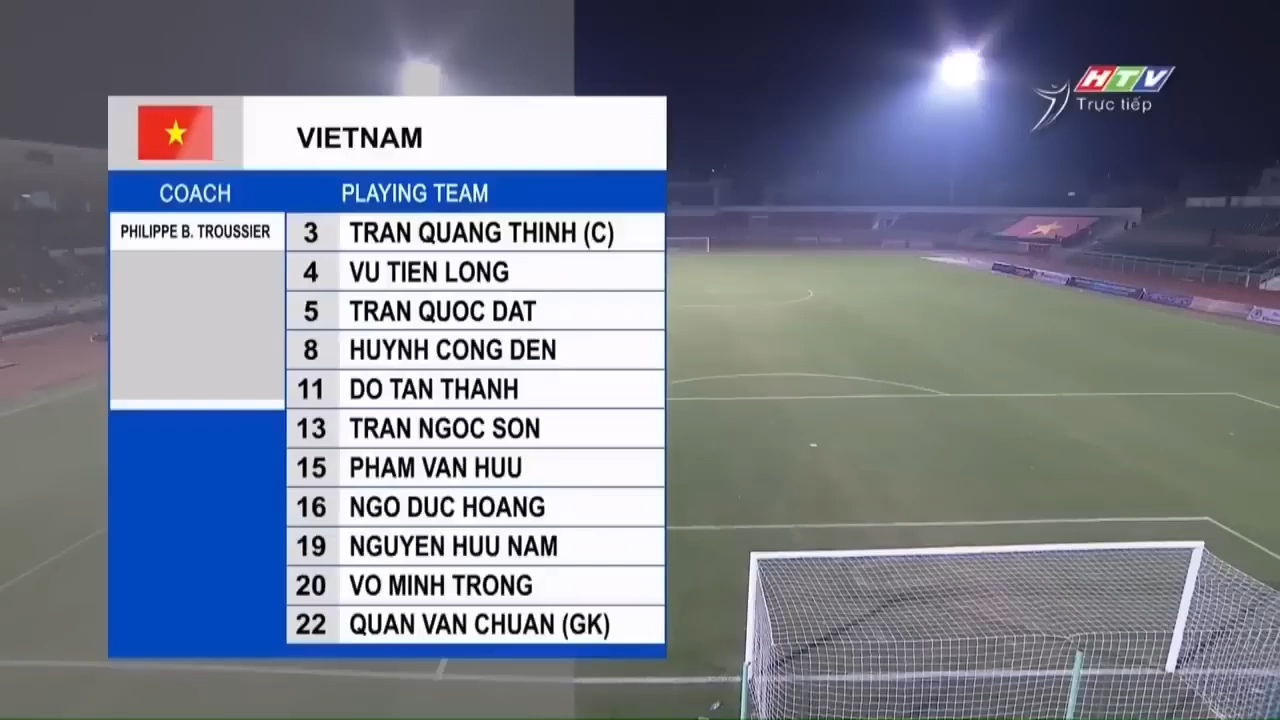 HTV
Trực tiếp
VIETNAM
COACH
PLAYING TEAM
PHILIPPE B. TROUSSIER
3 TRAN QUANG THINH (C)
4 VU TIEN LONG
5 TRAN QUOC DAT
8 HUYNH CONG DEN
11 DO TAN THANH
13 TRAN NGOC SON
15 PHAM VAN HUU
16 NGO DUC HOANG
19 NGUYEN HUU NAM
20 VO MINH TRONG
22 QUAN VAN CHUAN (GK)